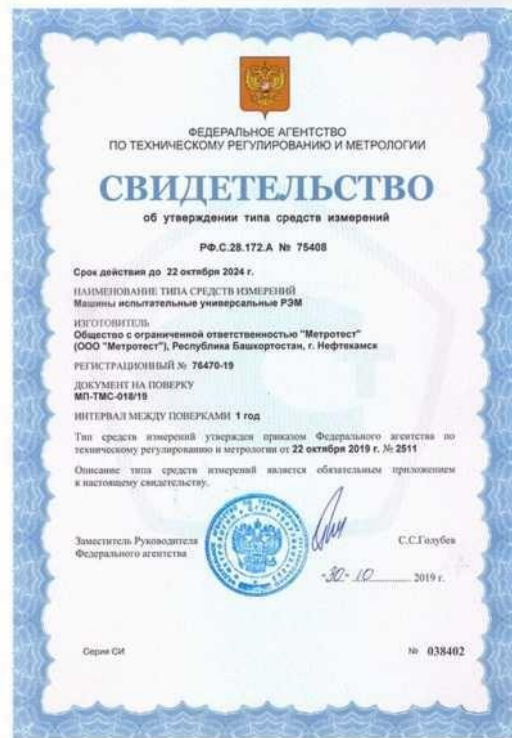 ФЕДЕРАЛЬНОЕ АГЕНТСТВО
ПО ТЕХНИЧЕСКОМУ РЕГУЛИРОВАНИЮ И МЕТРОЛОГИИ
СВИДЕТЕЛЬСТВО
об утверждении типа средств измерений
РФ.C.28.172.A № 75408
Срок действия до 22 октября 2024 г.
НАИМЕНОВАНИЕ ТИПА СРЕДСТВ ИЗМЕРЕНИЙ
Машины испытательные универсальные РЭМ
ИЗГОТОВИТЕЛЬ
Общество с ограниченной ответственностью "Метротест"
(ООО "Метротест"), Республика Башкортостан, г. Нефтекамск
РЕГИСТРАЦИОННЫЙ № 76470-19
ДОКУМЕНТ НА ПОВЕРКУ
МП-ТМС-018/19
ИНТЕРВАЛ МЕЖДУ ПОВЕРКАМИ 1 год
Тип средств измерений утвержден приказом Федерального агентства по
техническому регулированию и метрологии от 22 октября 2019 г. № 2511
Описание типа средств измерений является обязательным приложением
к настоящему свидетельству.
Заместитель Руководителя
Федерального агентства
С.С.Голубев
30 10 2019 г.
Серия СИ
№ 038402